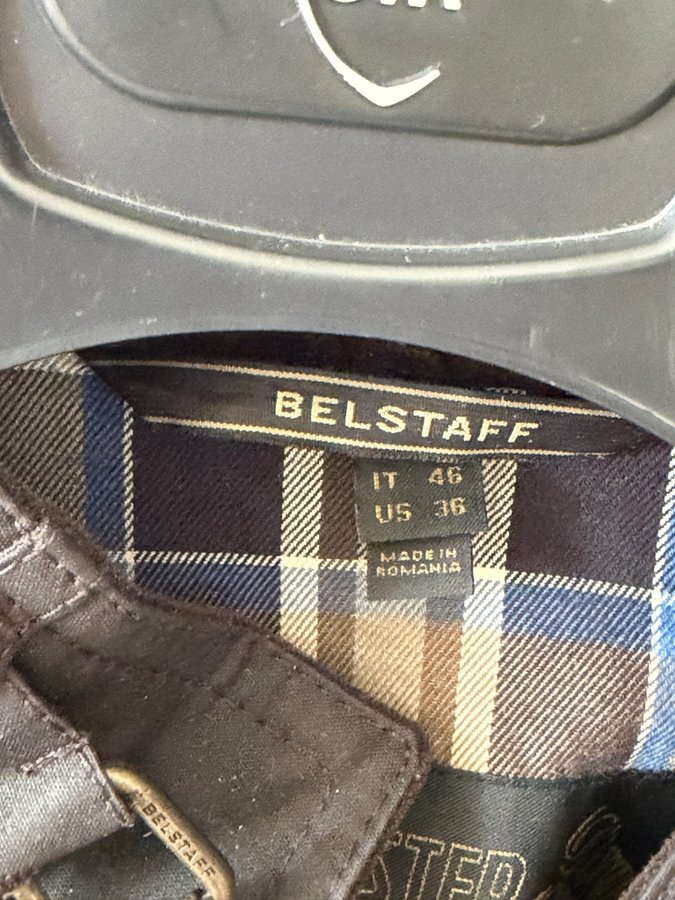 BELSTAFF
IT 46
US 36
MADE IN
ROMANIA
BELSTAFF